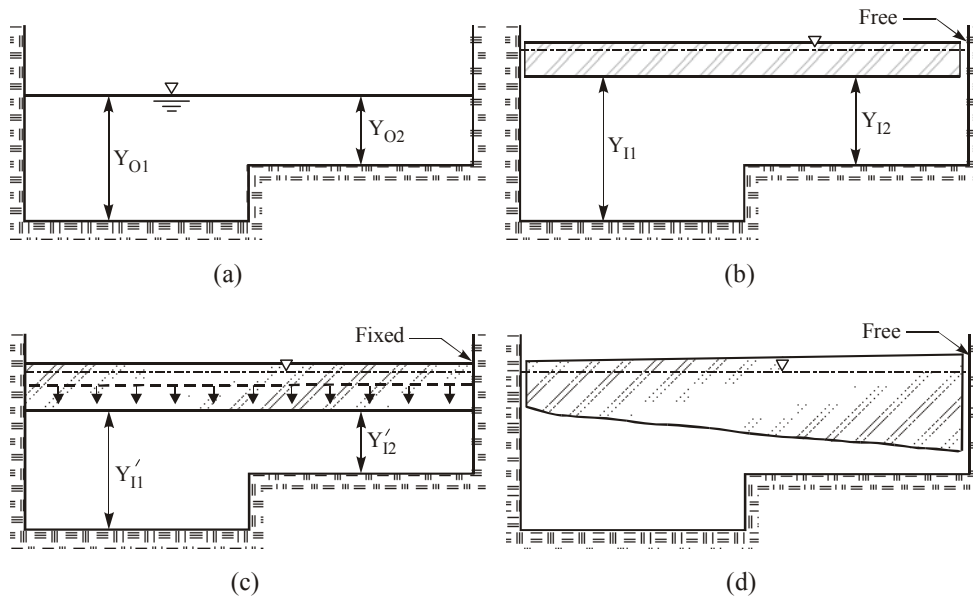 Y_O1
Y_O2
(a)
Free
Y_I1
Y_I2
(b)
Fixed
Y′_I1
Y′_I2
(c)
Free
(d)